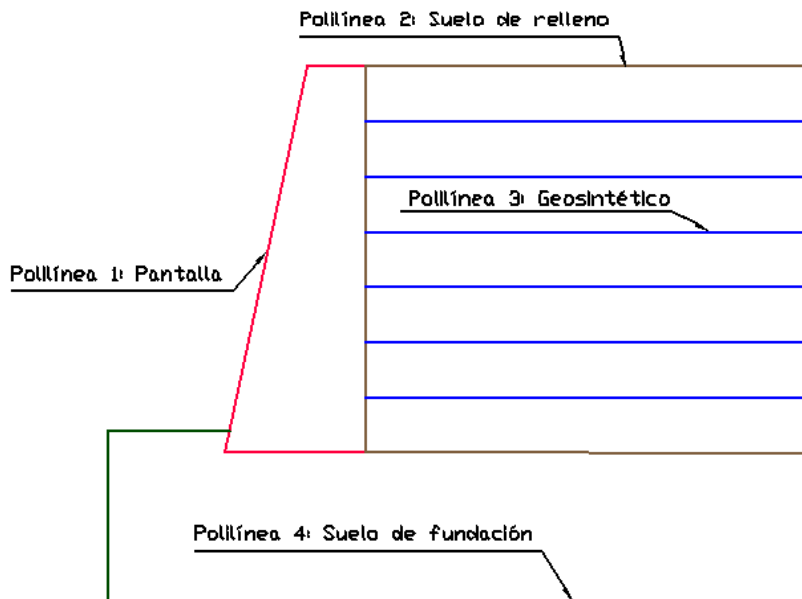 Polilínea 2: Suelo de relleno
Polilínea 3: Geosintético
Polilínea 1: Pantalla
Polilínea 4: Suelo de fundación